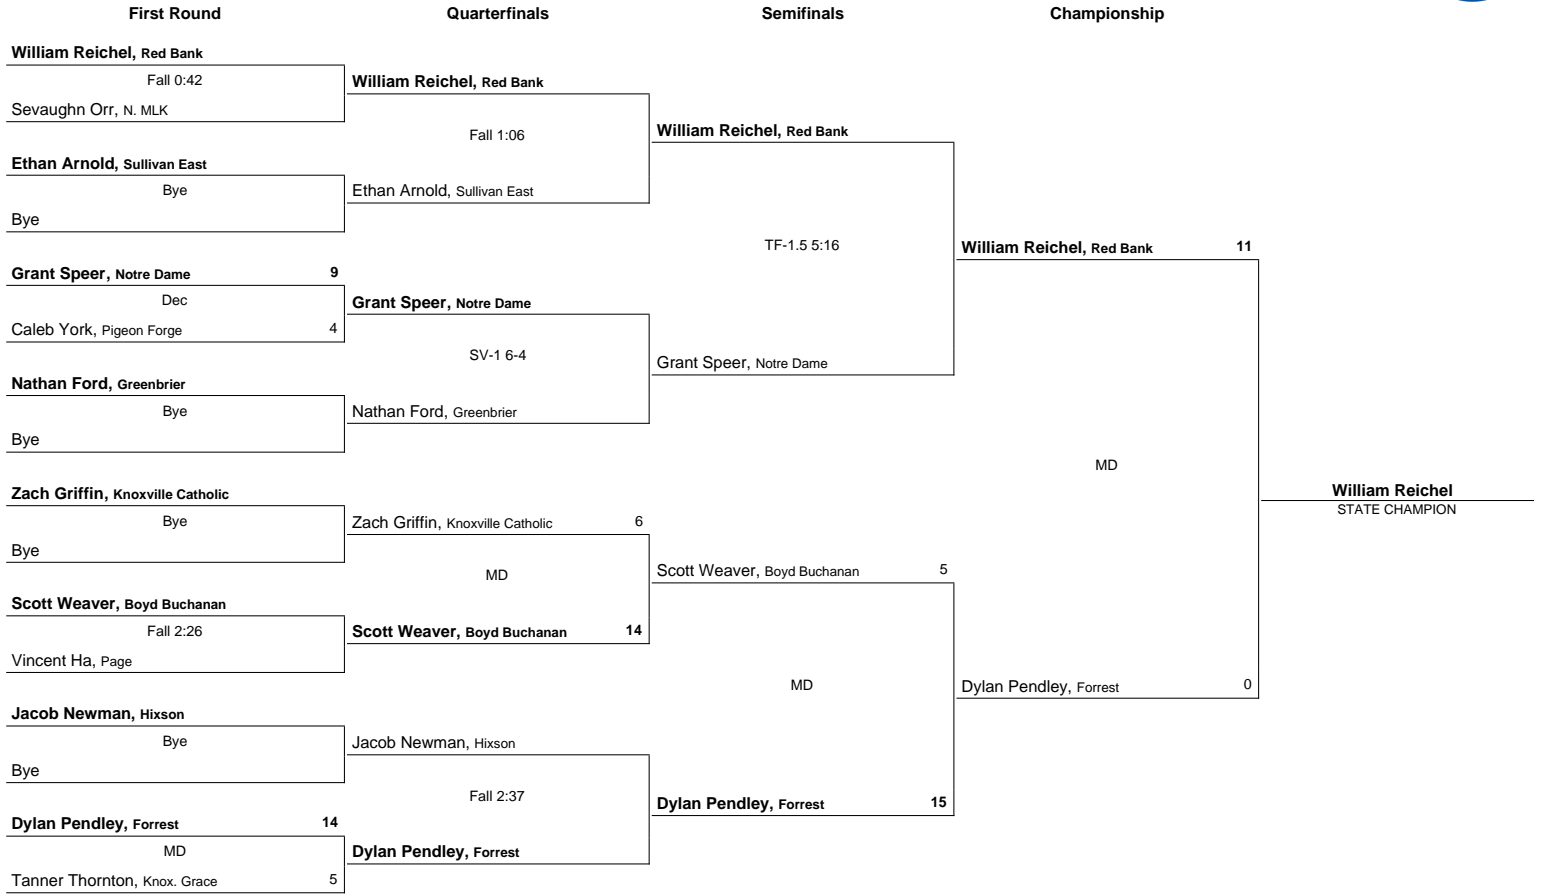 First Round Quarterfinals Semifinals Championship
William Reichel, Red Bank
Fall 0:42
Sevaughn Orr, N. MLK
Ethan Arnold, Sullivan East
Bye
Bye
Grant Speer, Notre Dame 9
Dec
Caleb York, Pigeon Forge 4
Nathan Ford, Greenbrier
Bye
Bye
Zach Griffin, Knoxville Catholic
Bye
Bye
Scott Weaver, Boyd Buchanan
Fall 2:26
Vincent Ha, Page
Jacob Newman, Hixson
Bye
Bye
Dylan Pendley, Forrest 14
MD
Tanner Thornton, Knox. Grace 5
William Reichel, Red Bank
Fall 1:06
Ethan Arnold, Sullivan East
Grant Speer, Notre Dame
SV-1 6-4
Nathan Ford, Greenbrier
Zach Griffin, Knoxville Catholic 6
MD
Scott Weaver, Boyd Buchanan 14
Jacob Newman, Hixson
Fall 2:37
Dylan Pendley, Forrest
William Reichel, Red Bank
TF-1.5 5:16
Grant Speer, Notre Dame
Scott Weaver, Boyd Buchanan 5
MD
Dylan Pendley, Forrest 15
William Reichel, Red Bank 11
MD
Dylan Pendley, Forrest 0
William Reichel
STATE CHAMPION